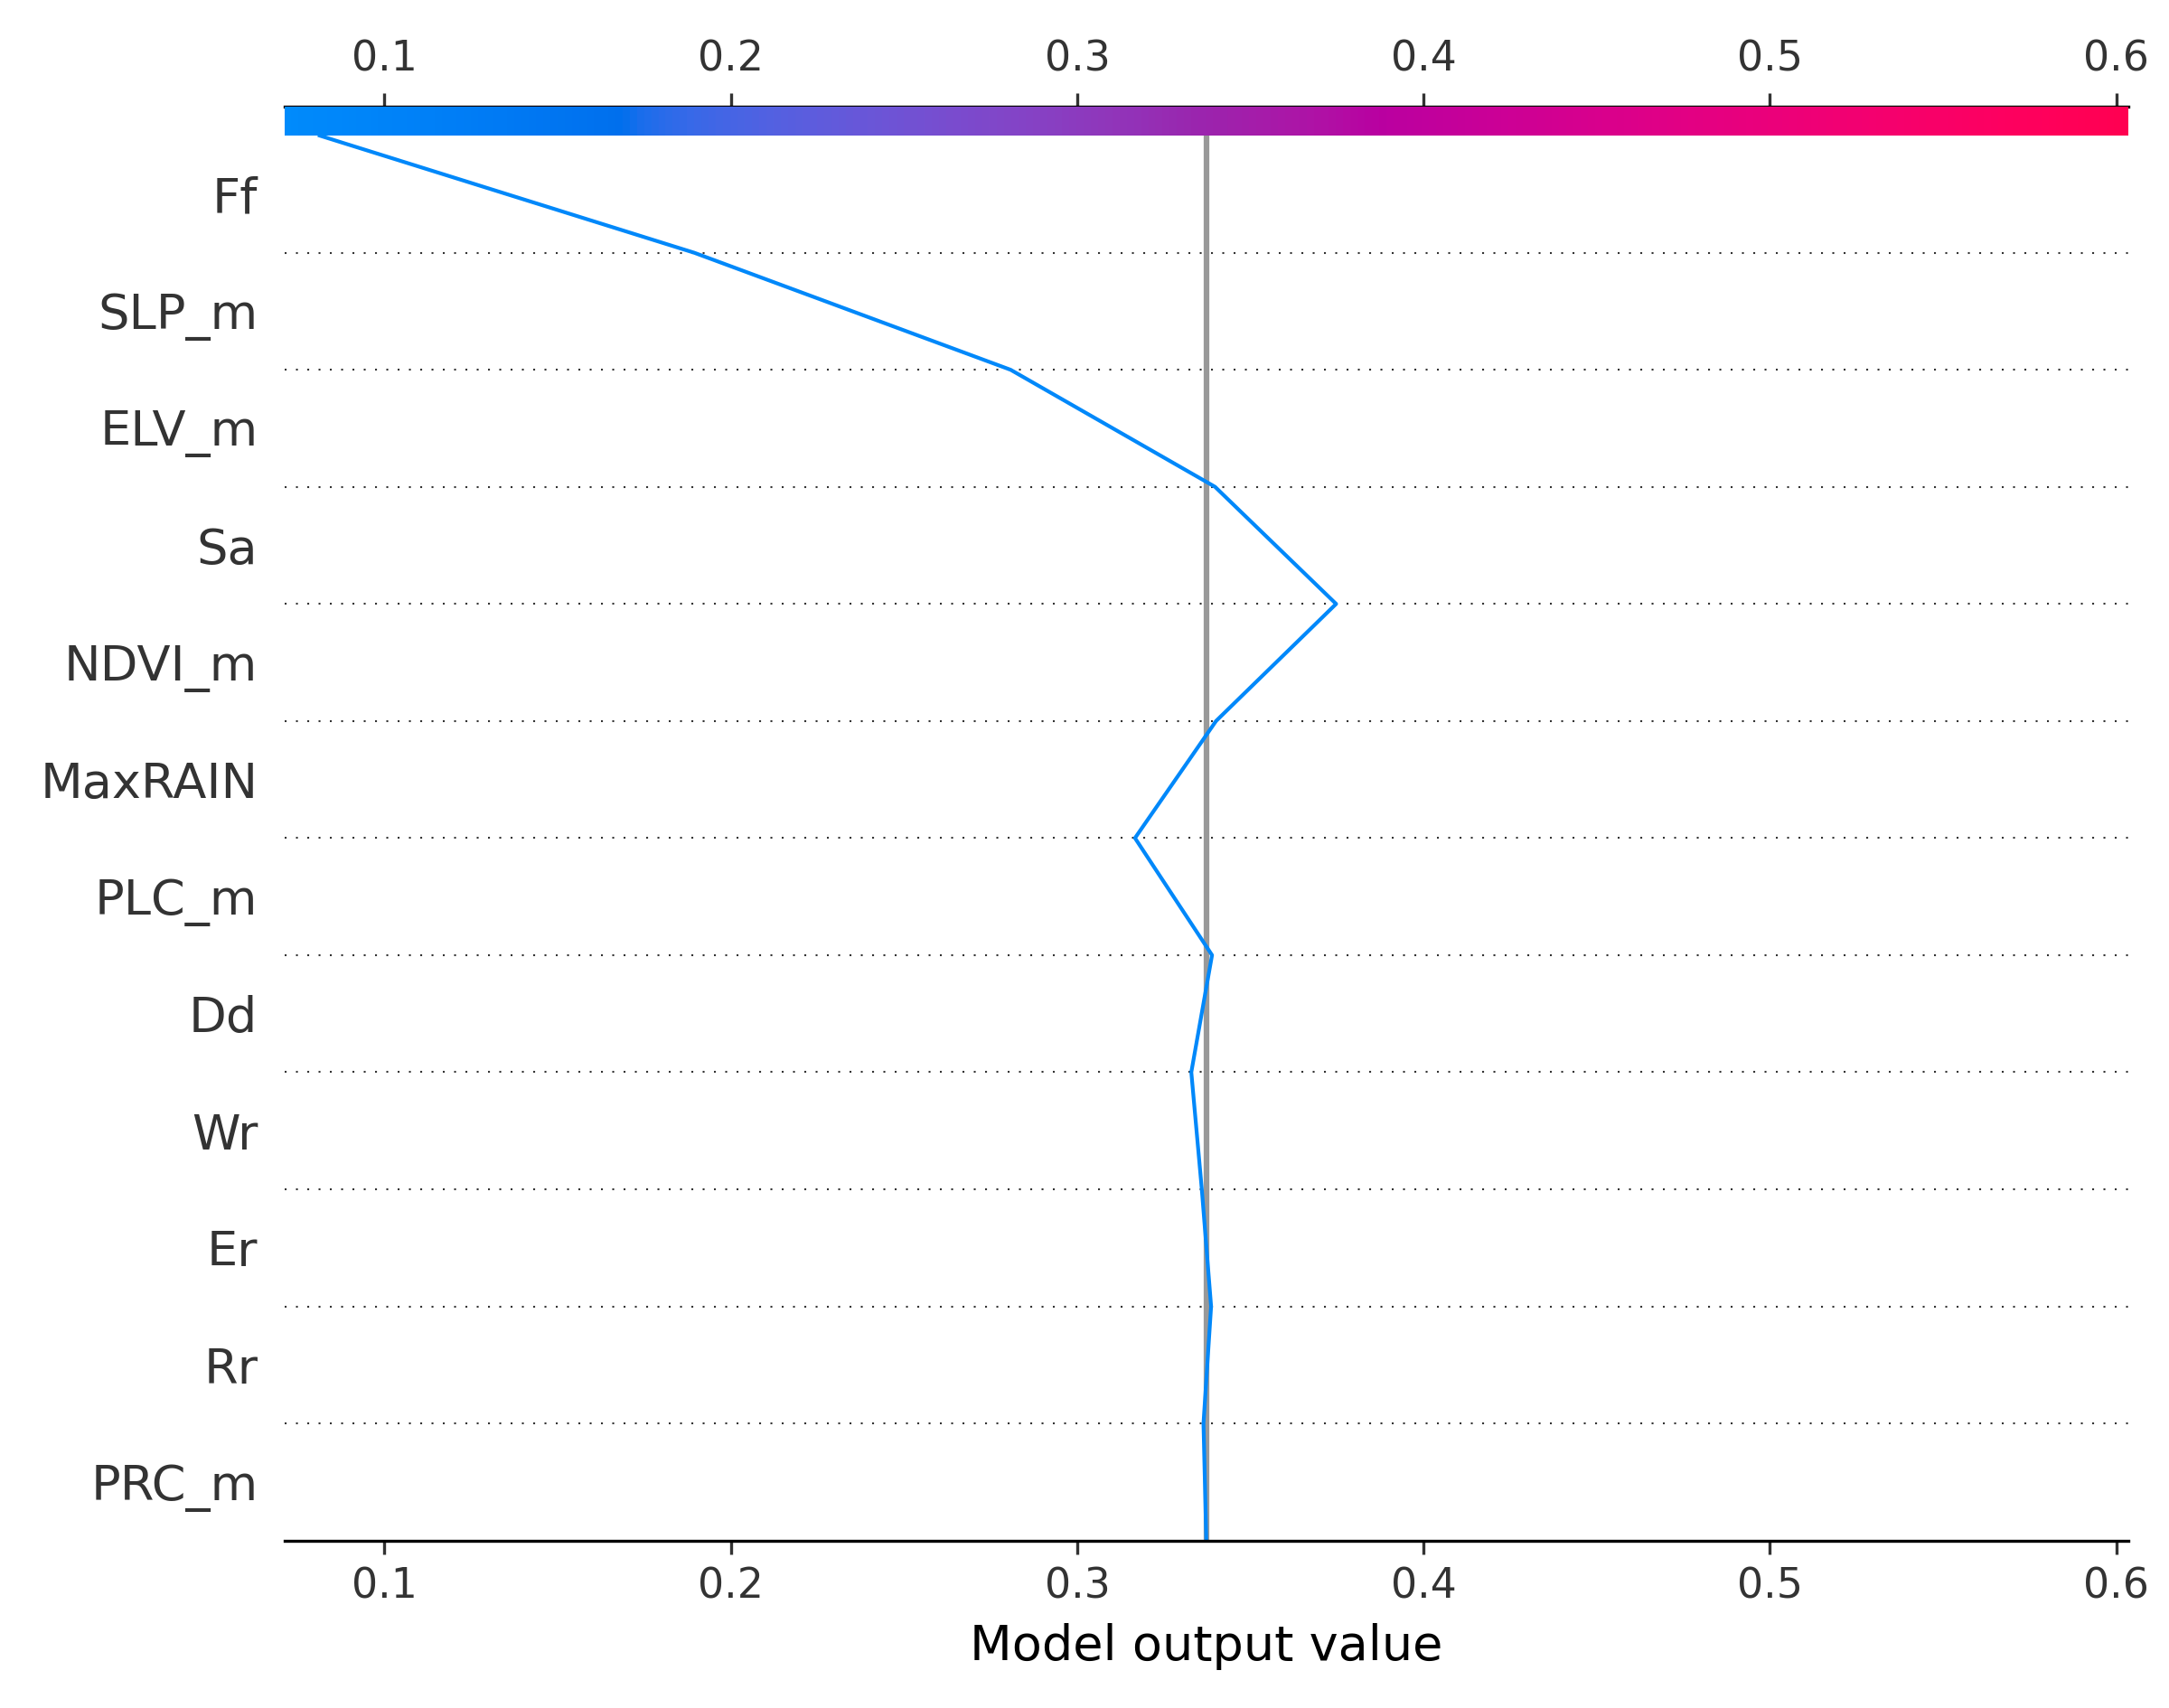 0.1 0.2 0.3 0.4 0.5 0.6
Ff
SLP_m
ELV_m
Sa
NDVI_m
MaxRAIN
PLC_m
Dd
Wr
Er
Rr
PRC_m
0.1 0.2 0.3 0.4 0.5 0.6
Model output value